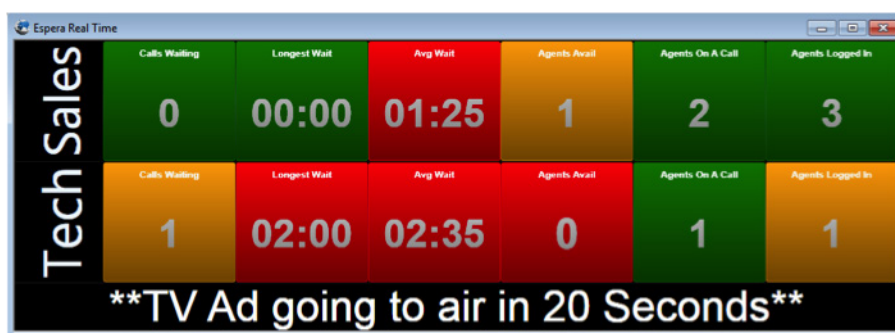 Espera Real Time
Sales
Calls Waiting Longest Wait Avg Wait Agents Avail Agents On A Call Agents Logged In
0 00:00 01:25 1 2 3
Tech
Calls Waiting Longest Wait Avg Wait Agents Avail Agents On A Call Agents Logged In
1 02:00 02:35 0 1 1
**TV Ad going to air in 20 Seconds**